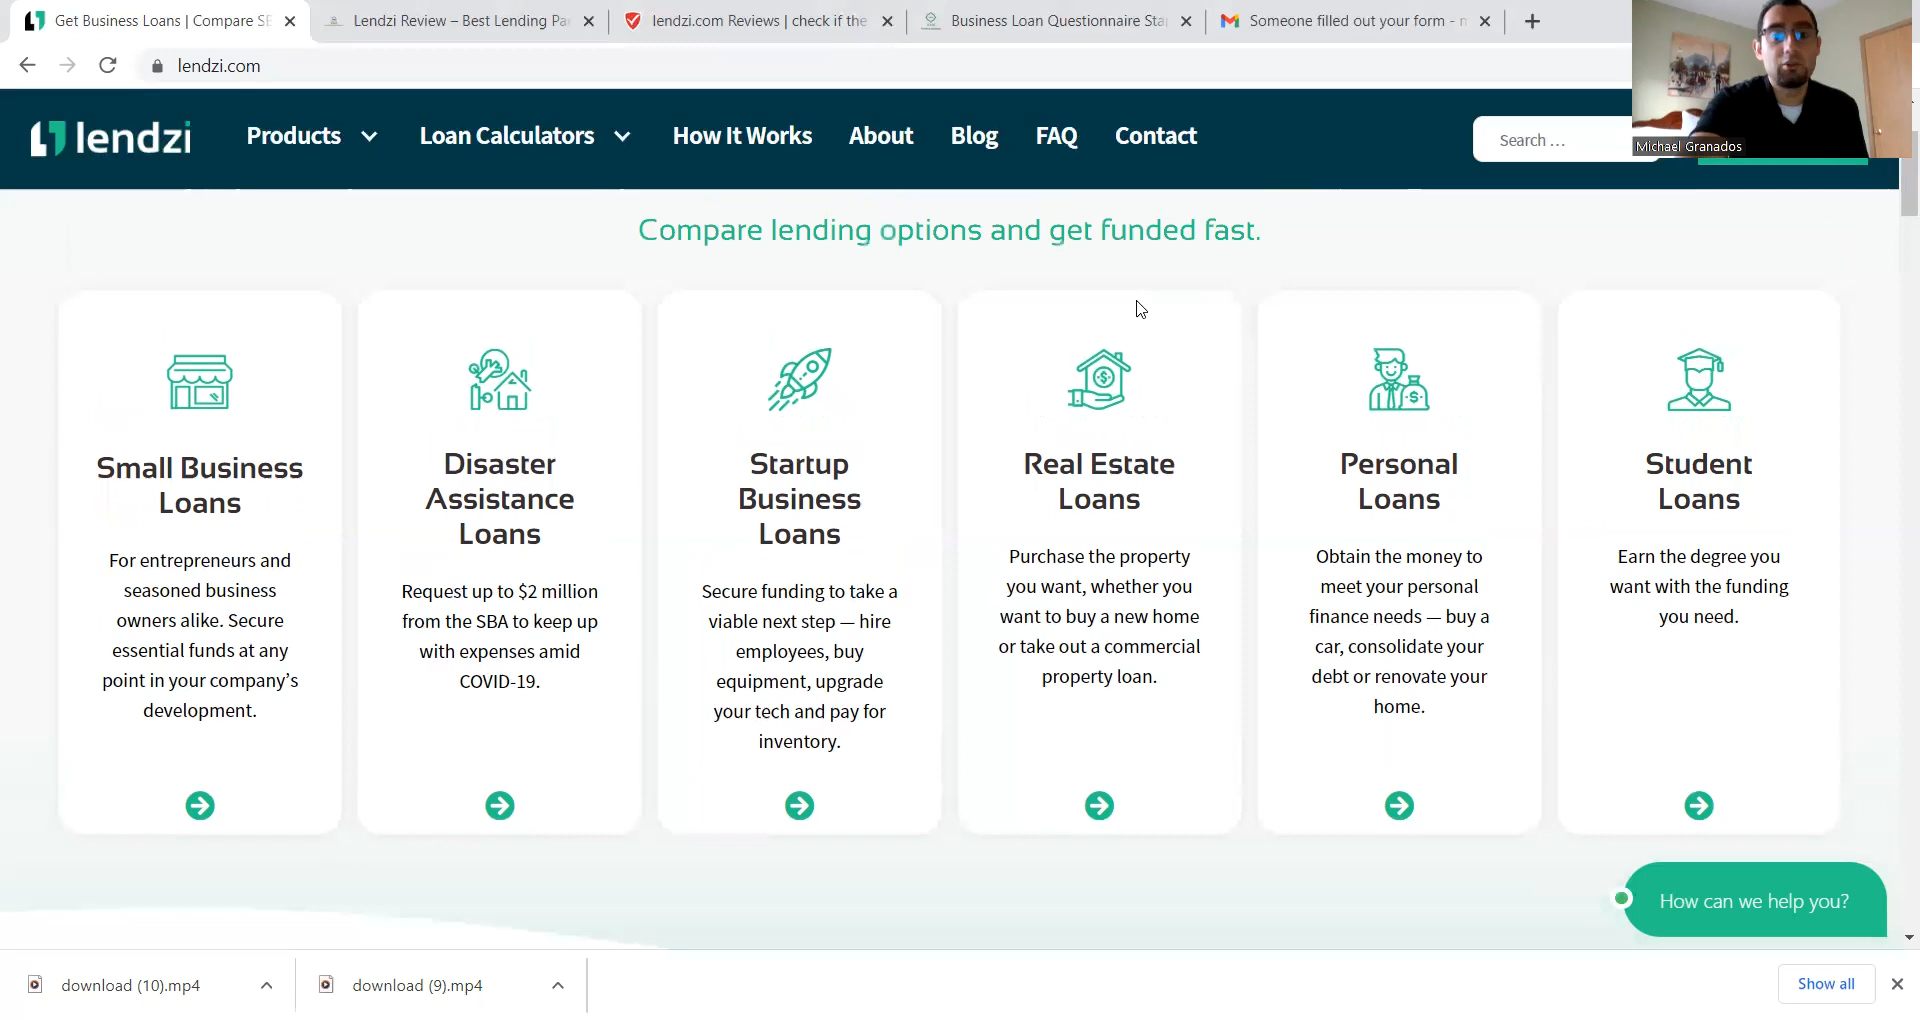 Get Business Loans | Compare SB
Lendzi Review – Best Lending Pa
lendzi.com Reviews | check if the
Business Loan Questionnaire Sta
Someone filled out your form - m
lendzi.com
lendzi
Products
Loan Calculators
How It Works
About
Blog
FAQ
Contact
Search …
Michael Granados
Compare lending options and get funded fast.
Small Business
Loans
For entrepreneurs and
seasoned business
owners alike. Secure
essential funds at any
point in your company’s
development.
Disaster
Assistance
Loans
Request up to $2 million
from the SBA to keep up
with expenses amid
COVID-19.
Startup
Business
Loans
Secure funding to take a
viable next step — hire
employees, buy
equipment, upgrade
your tech and pay for
inventory.
Real Estate
Loans
Purchase the property
you want, whether you
want to buy a new home
or take out a commercial
property loan.
Personal
Loans
Obtain the money to
meet your personal
finance needs — buy a
car, consolidate your
debt or renovate your
home.
Student
Loans
Earn the degree you
want with the funding
you need.
How can we help you?
download (10).mp4
download (9).mp4
Show all